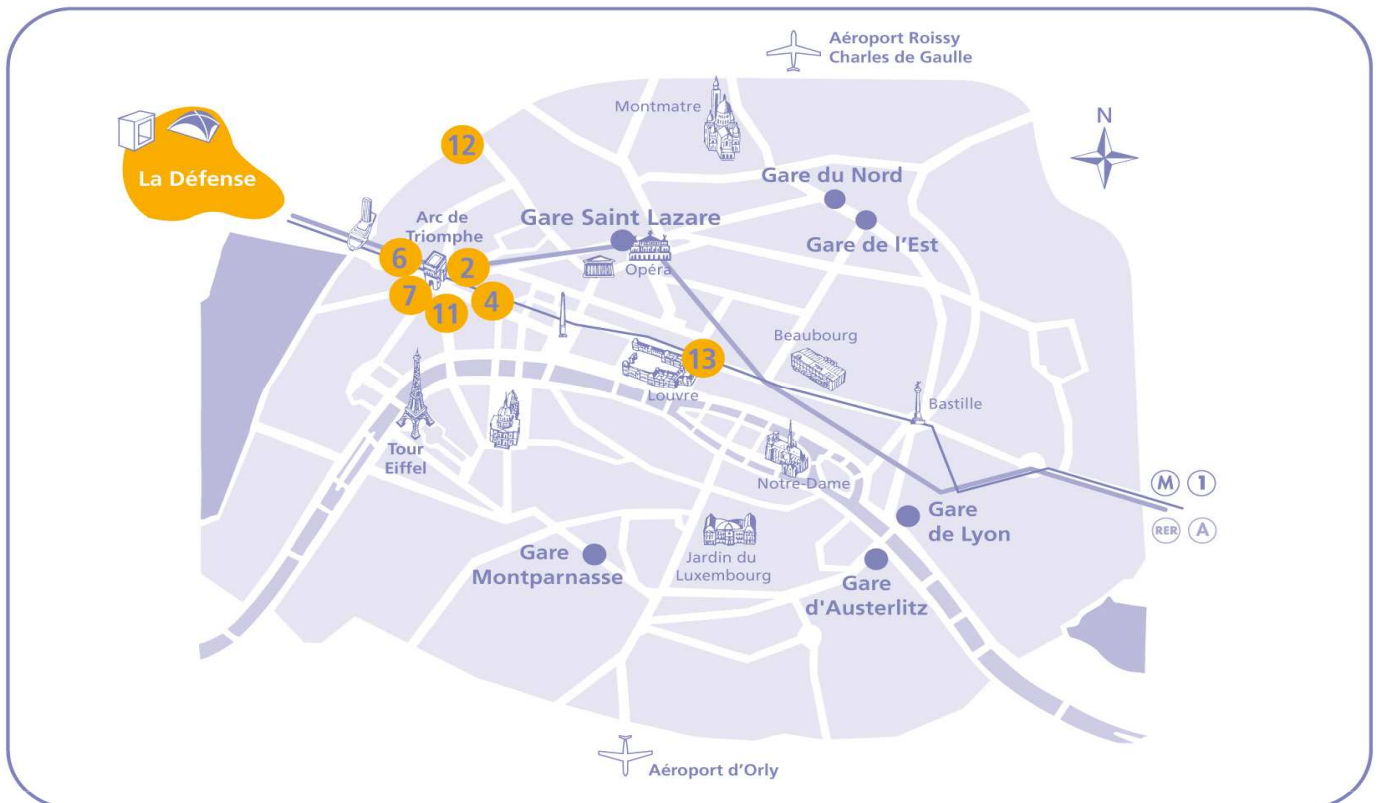 Aéroport Roissy
Charles de Gaulle
Montmatre
N
12
La Défense
Gare du Nord
Arc de
Triomphe
Gare Saint Lazare
Gare de l'Est
6
2
Opéra
7
11
4
Beaubourg
13
Louvre
Bastille
Tour
Eiffel
Notre-Dame
M 1
RER A
Gare
de Lyon
Gare
Montparnasse
Jardin du
Luxembourg
Gare
d'Austerlitz
Aéroport d'Orly